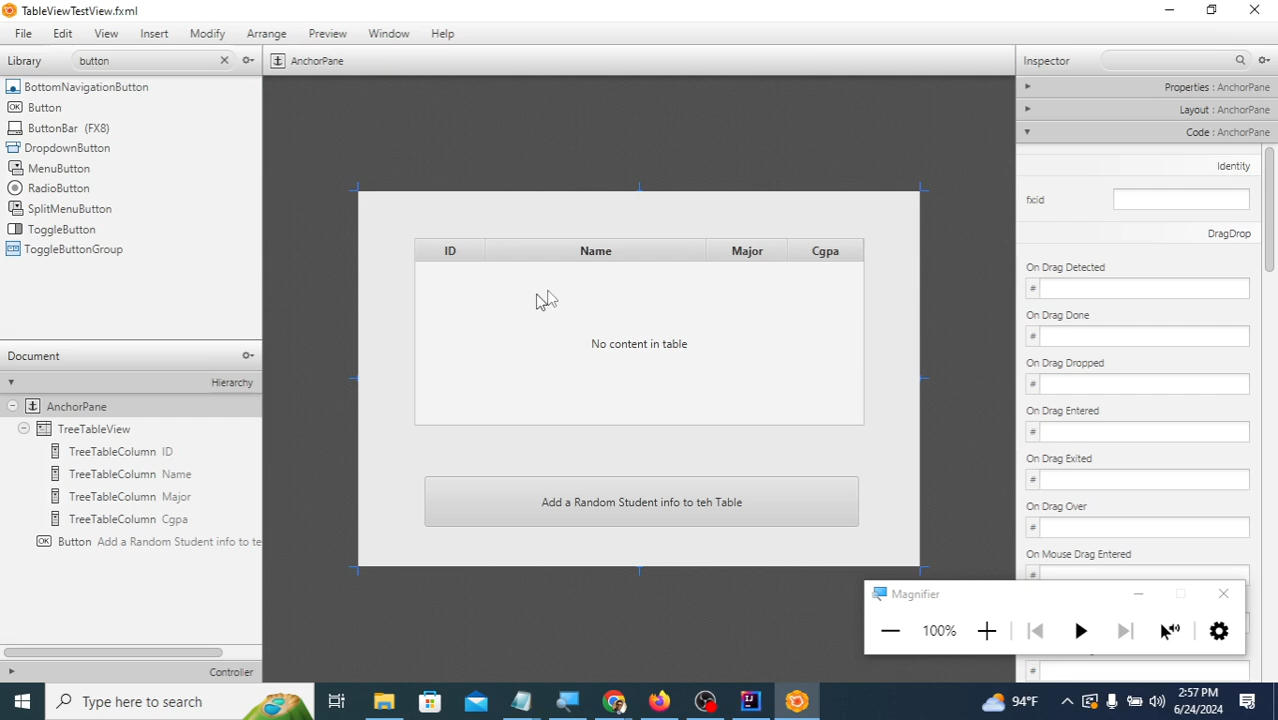 TableViewTestView.fxml
File Edit View Insert Modify Arrange Preview Window Help
Library button
BottomNavigationButton
Button
ButtonBar (FX8)
DropdownButton
MenuButton
RadioButton
SplitMenuButton
ToggleButton
ToggleButtonGroup
Document
Hierarchy
AnchorPane
TreeTableView
TreeTableColumn ID
TreeTableColumn Name
TreeTableColumn Major
TreeTableColumn Cgpa
OK Button Add a Random Student info to te
Controller
AnchorPane
ID Name Major Cgpa
No content in table
Add a Random Student info to teh Table
Inspector
Properties : AnchorPane
Layout : AnchorPane
Code : AnchorPane
Identity
fx:id
DragDrop
On Drag Detected
#
On Drag Done
#
On Drag Dropped
#
On Drag Entered
#
On Drag Exited
#
On Drag Over
#
On Mouse Drag Entered
#
Magnifier
100%
Type here to search
94°F
2:57 PM
6/24/2024